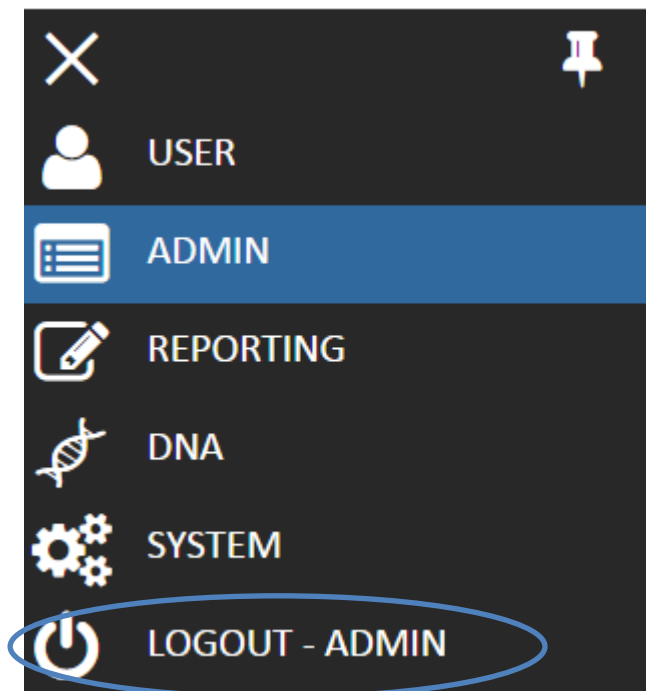 USER
ADMIN
REPORTING
DNA
SYSTEM
LOGOUT - ADMIN